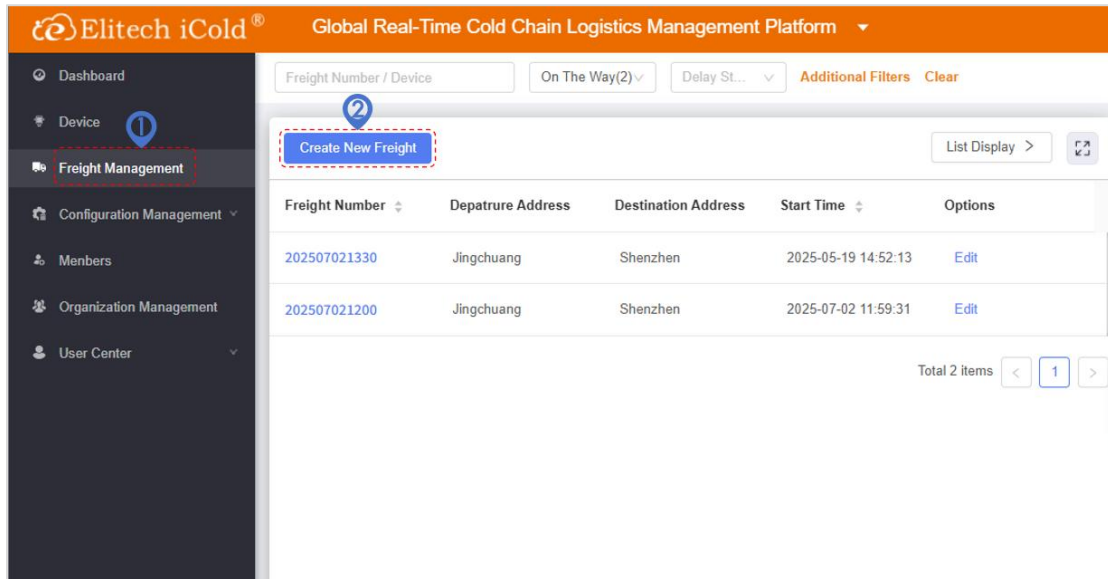 Elitech iCold®
Global Real-Time Cold Chain Logistics Management Platform
Dashboard
Device
Freight Management
Configuration Management
Menbers
Organization Management
User Center
1
Freight Number / Device
On The Way(2)
Delay St...
Additional Filters
Clear
2
Create New Freight
List Display >
Freight Number
Depatrure Address
Destination Address
Start Time
Options
202507021330
Jingchuang
Shenzhen
2025-05-19 14:52:13
Edit
202507021200
Jingchuang
Shenzhen
2025-07-02 11:59:31
Edit
Total 2 items
<
1
>